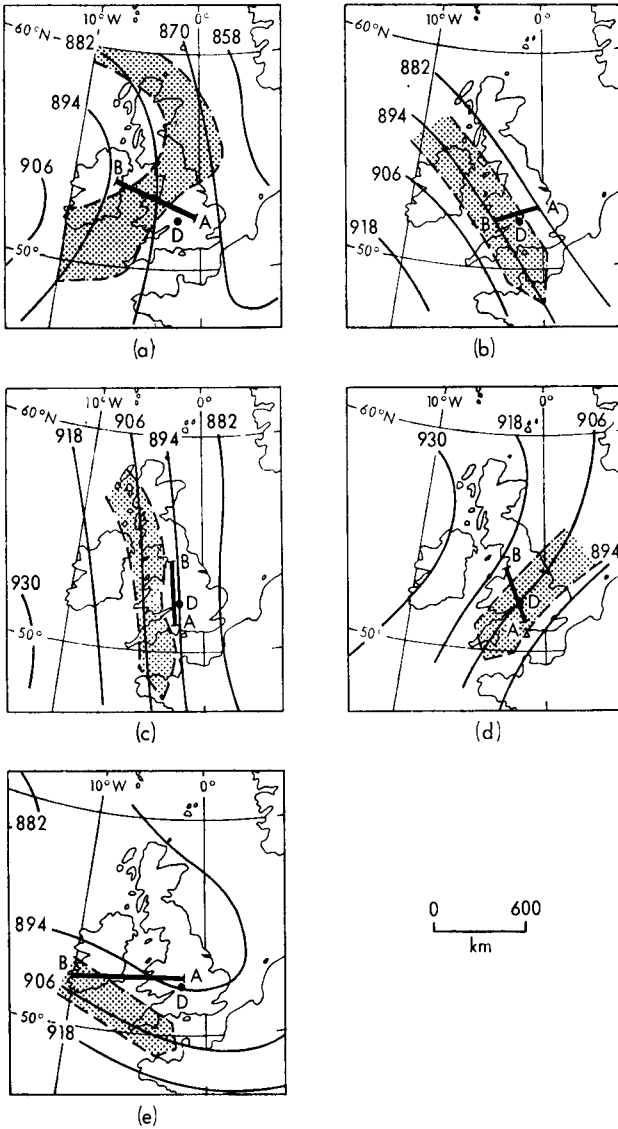 60°N 882 10°W 870 0° 858
894
906
B
A
D
50°
(a)
60°N 10°W 0°
882
894
906
918
A
B
D
50°
(b)
10°W 0°
60°N 918 906 894 882
930
B
D
A
50°
(c)
10°W 0°
60°N 930 918 906
894
B
D
A
50°
(d)
10°W 0°
60°N
882
894
B A
906 D
50° 918
(e)
0 600
km